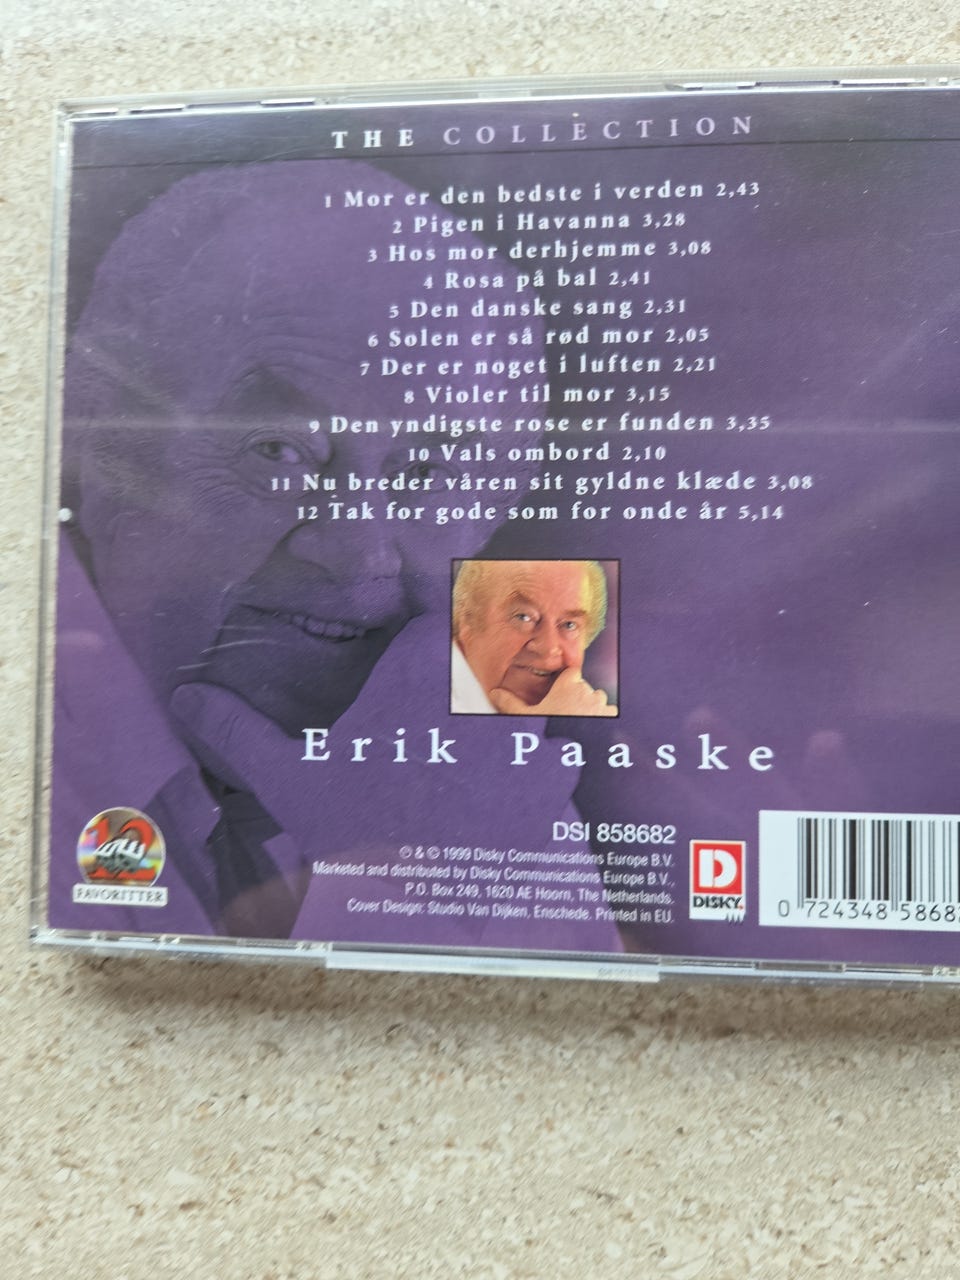 THE COLLECTION
1 Mor er den bedste i verden 2,43
2 Pigen i Havanna 3,28
3 Hos mor derhjemme 3,08
4 Rosa på bal 2,41
5 Den danske sang 2,31
6 Solen er så rød mor 2,05
7 Der er noget i luften 2,21
8 Violer til mor 3,15
9 Den yndigste rose er funden 3,35
10 Vals ombord 2,10
11 Nu breder våren sit gyldne klæde 3,08
12 Tak for gode som for onde år 5,14
Erik Paaske
DSI 858682
℗ & © 1999 Disky Communications Europe B.V.
Marketed and distributed by Disky Communications Europe B.V.,
P.O. Box 249, 1620 AE Hoorn, The Netherlands.
Cover Design: Studio Van Dijken, Enschede. Printed in EU.
12
FAVORITTER
D
DISKY.
0 724348 58682